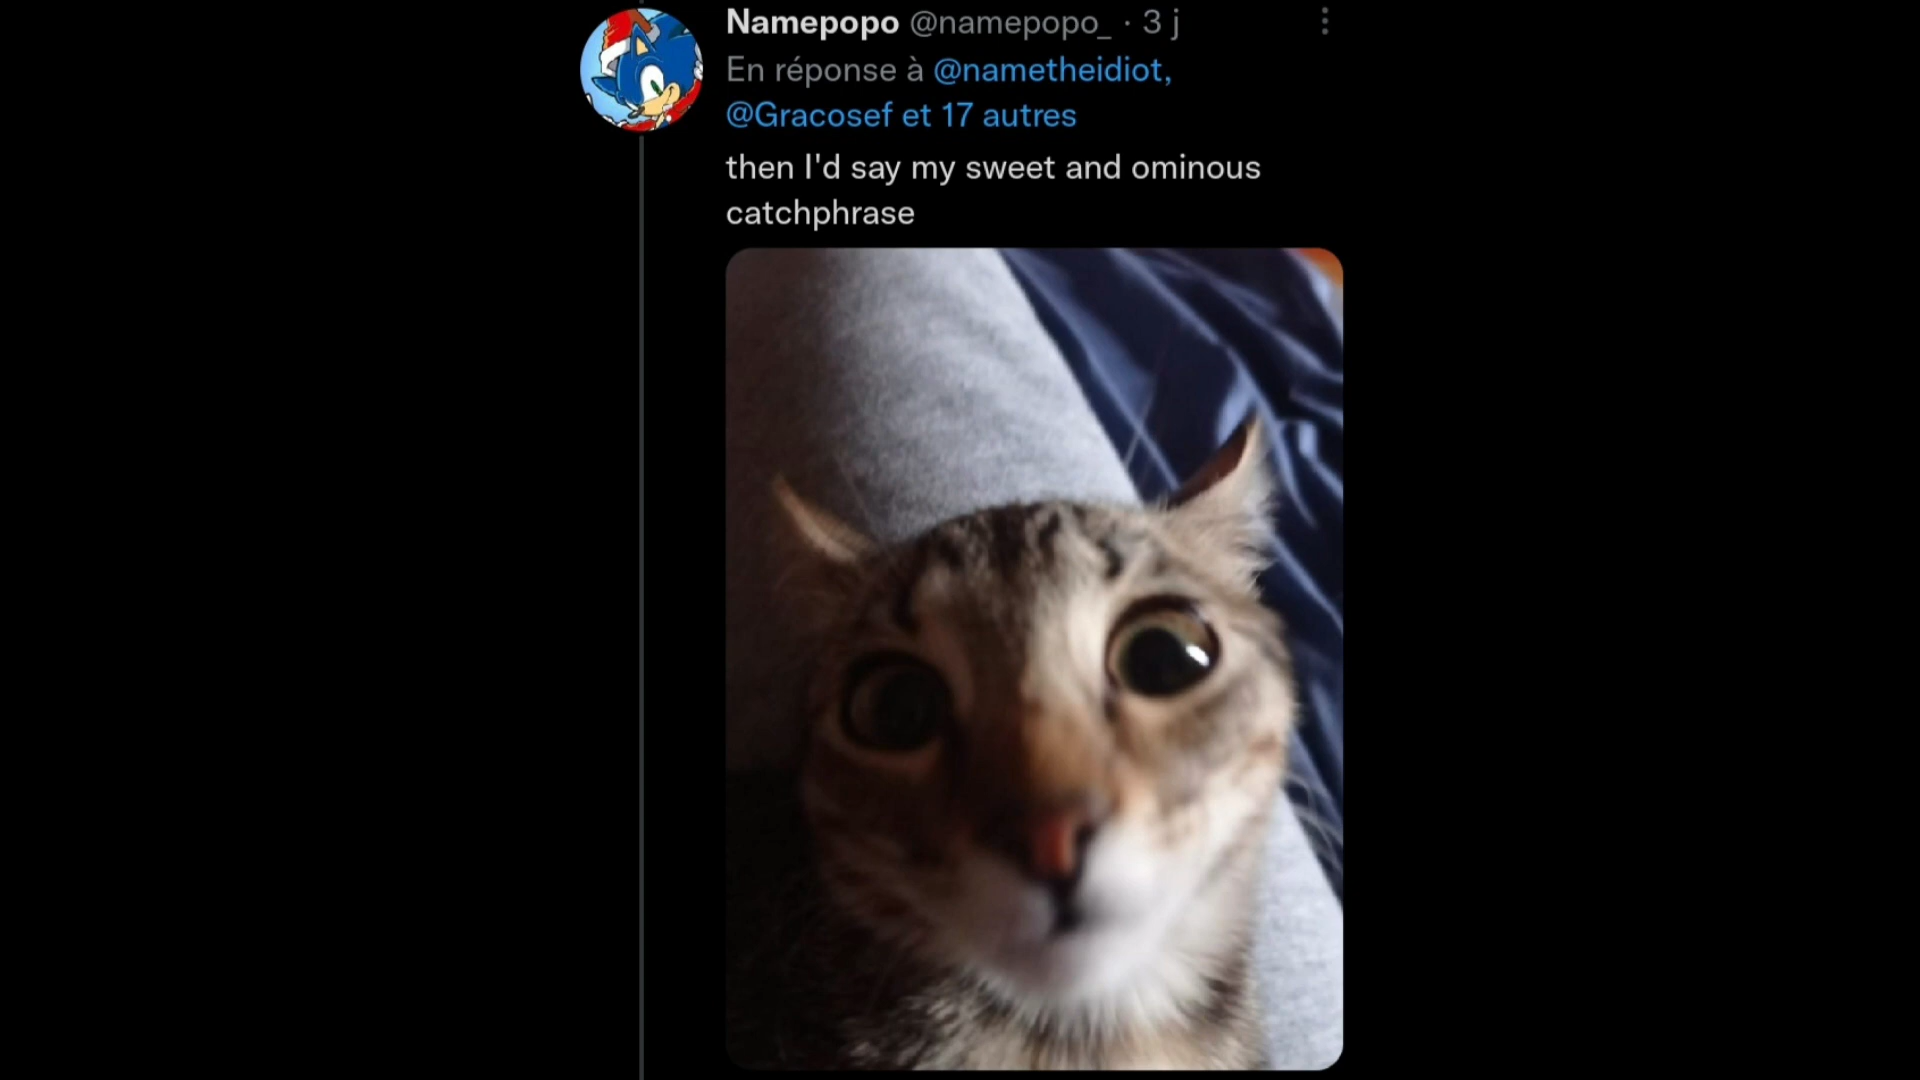 Namepopo @namepopo_ · 3 j
En réponse à @nametheidiot,
@Gracosef et 17 autres
then I'd say my sweet and ominous
catchphrase